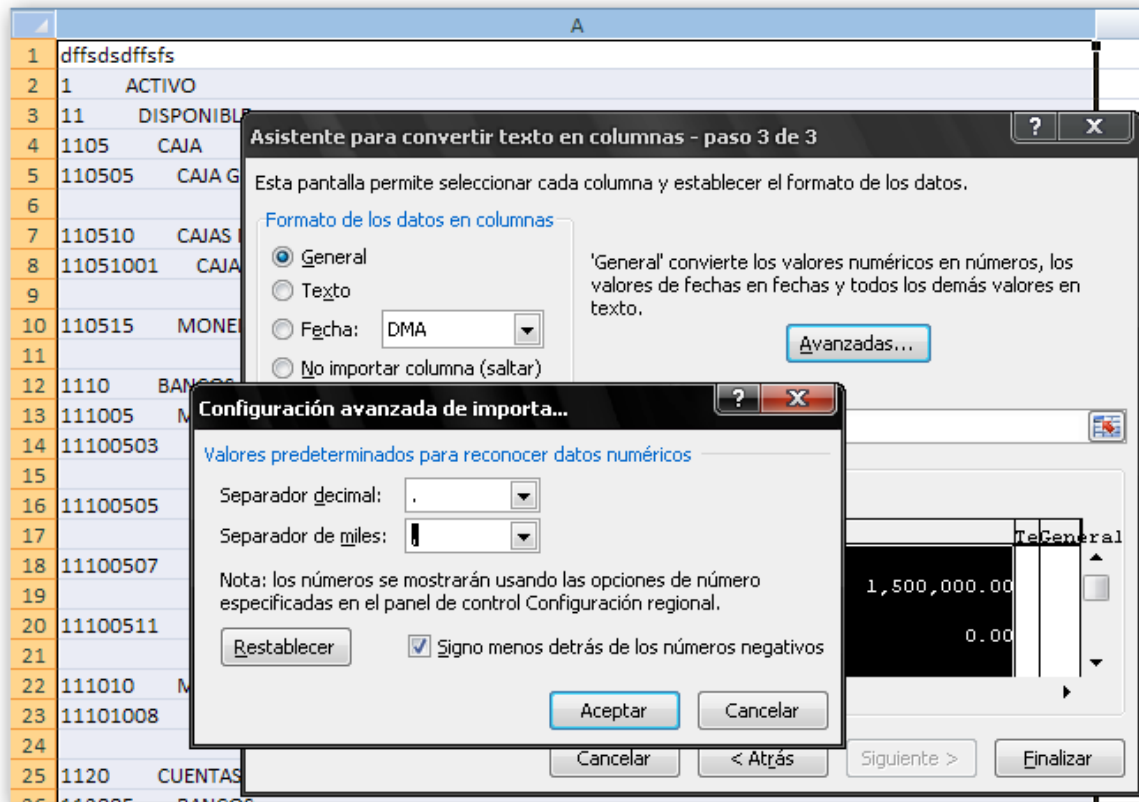 A
1 dffsdsdffsfs
2 1 ACTIVO
3 11 DISPONIBLE
4 1105 CAJA
5 110505 CAJA G
6
7 110510 CAJAS
8 11051001 CAJA
9
10 110515 MONE
11
12 1110 BANCOS
13 111005 M
14 11100503
15
16 11100505
17
18 11100507
19
20 11100511
21
22 111010 M
23 11101008
24
25 1120 CUENTAS
26 112005 BANCOS
Asistente para convertir texto en columnas - paso 3 de 3
Esta pantalla permite seleccionar cada columna y establecer el formato de los datos.
Formato de los datos en columnas
General
Texto
Fecha: DMA
No importar columna (saltar)
'General' convierte los valores numéricos en números, los
valores de fechas en fechas y todos los demás valores en
texto.
Avanzadas...
Configuración avanzada de importa...
Valores predeterminados para reconocer datos numéricos
Separador decimal: .
Separador de miles: ,
Nota: los números se mostrarán usando las opciones de número
especificadas en el panel de control Configuración regional.
Restablecer
Signo menos detrás de los números negativos
Aceptar Cancelar
TeGeneral
1,500,000.00
0.00
Cancelar < Atrás Siguiente > Finalizar